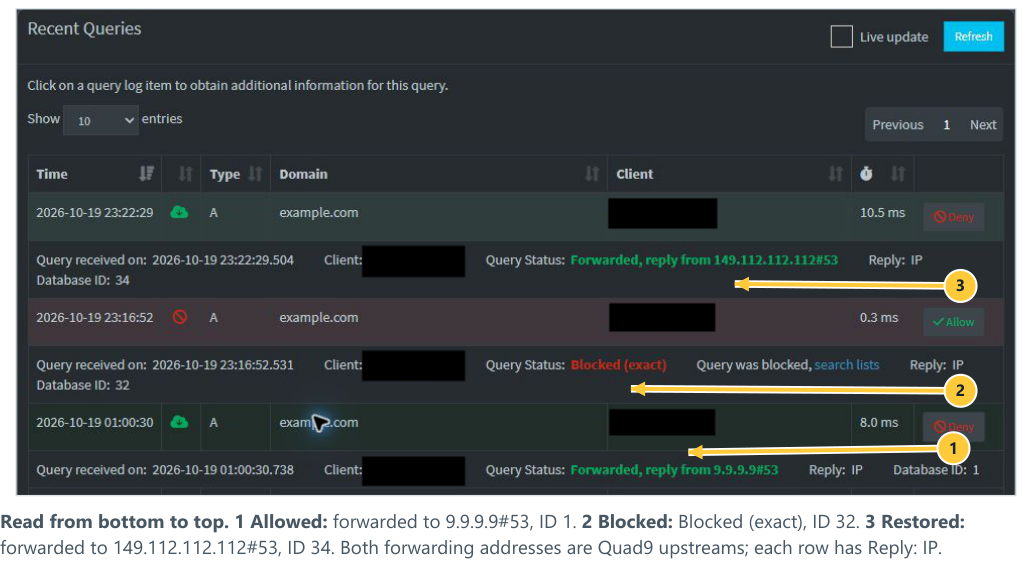 Recent Queries
Live update
Refresh
Click on a query log item to obtain additional information for this query.
Show 10 entries
Previous 1 Next
Time Type Domain Client
2026-10-19 23:22:29 A example.com 10.5 ms Deny
Query received on: 2026-10-19 23:22:29.504 Client: Query Status: Forwarded, reply from 149.112.112.112#53 Reply: IP
Database ID: 34
3
2026-10-19 23:16:52 A example.com 0.3 ms Allow
Query received on: 2026-10-19 23:16:52.531 Client: Query Status: Blocked (exact) Query was blocked, search lists Reply: IP
Database ID: 32
2
2026-10-19 01:00:30 A example.com 8.0 ms Deny
1
Query received on: 2026-10-19 01:00:30.738 Client: Query Status: Forwarded, reply from 9.9.9.9#53 Reply: IP Database ID: 1
Read from bottom to top. 1 Allowed: forwarded to 9.9.9.9#53, ID 1. 2 Blocked: Blocked (exact), ID 32. 3 Restored:
forwarded to 149.112.112.112#53, ID 34. Both forwarding addresses are Quad9 upstreams; each row has Reply: IP.